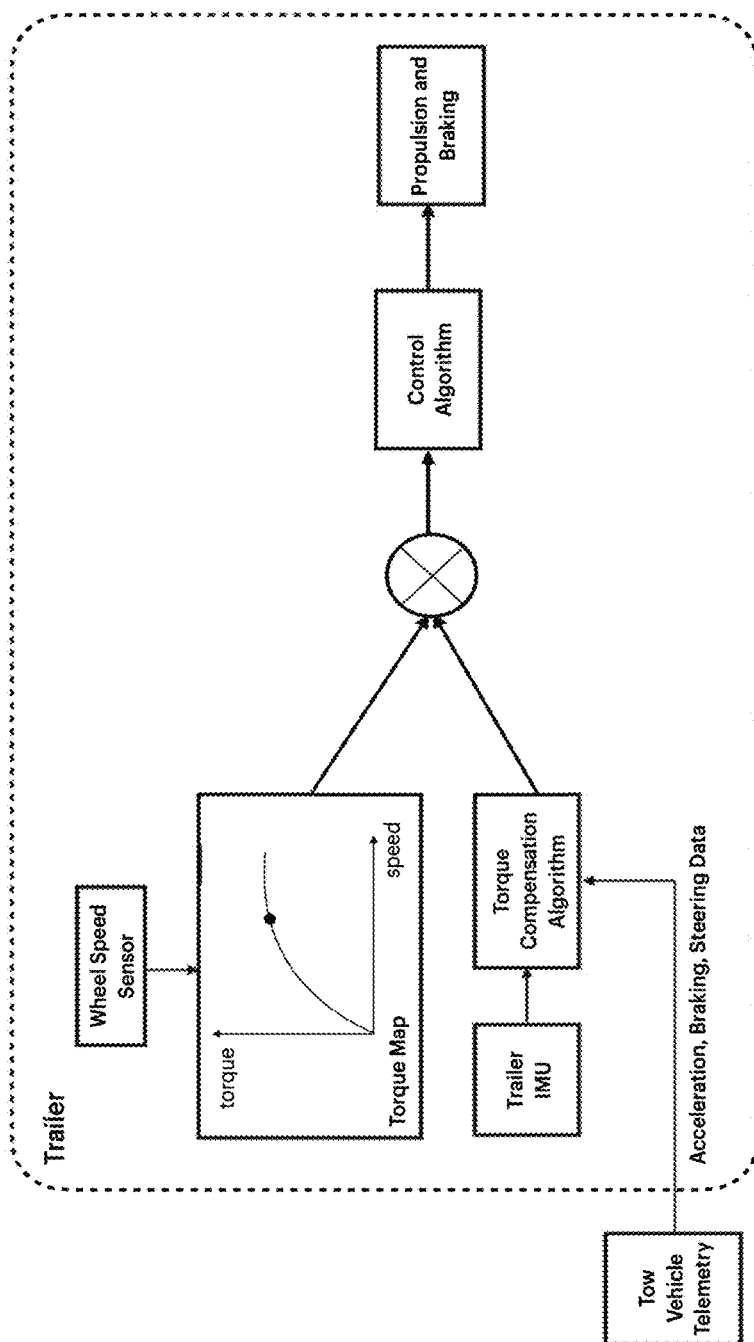 Trailer
Wheel Speed
Sensor
torque
speed
Torque Map
Trailer
IMU
Torque
Compensation
Algorithm
Control
Algorithm
Propulsion and
Braking
Acceleration, Braking, Steering Data
Tow
Vehicle
Telemetry